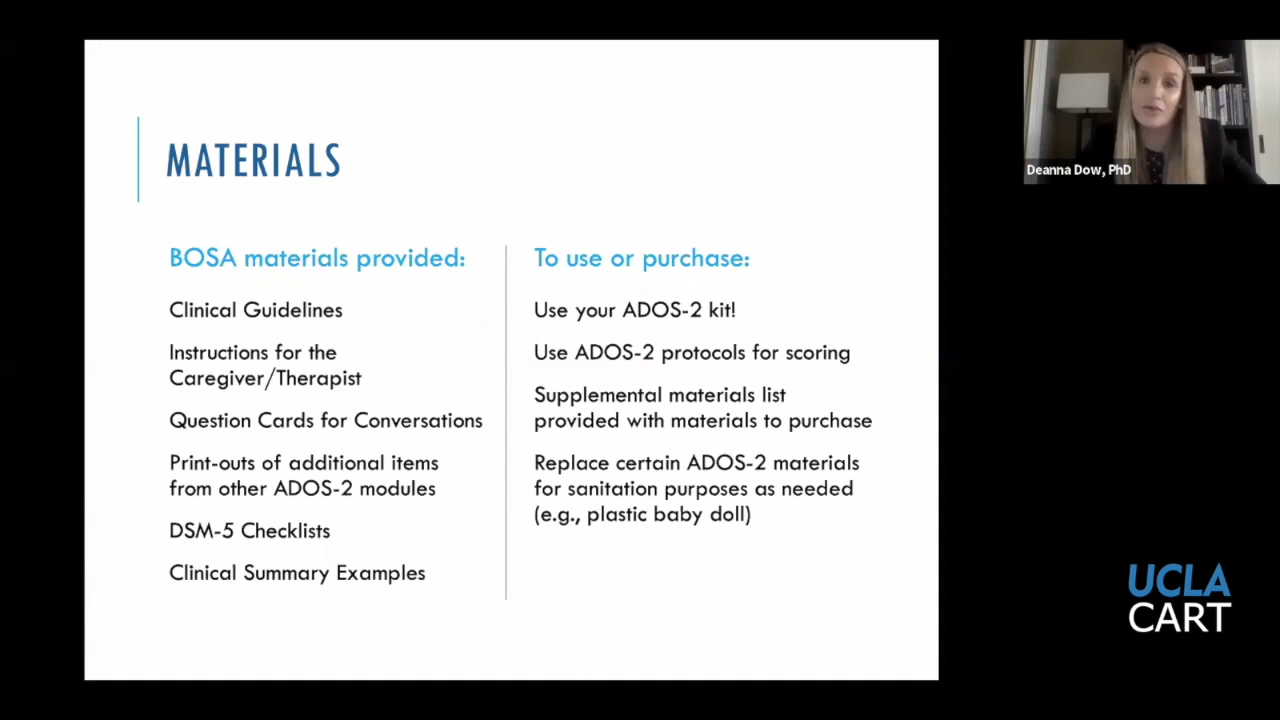 MATERIALS
BOSA materials provided:
Clinical Guidelines
Instructions for the
Caregiver/Therapist
Question Cards for Conversations
Print-outs of additional items
from other ADOS-2 modules
DSM-5 Checklists
Clinical Summary Examples
To use or purchase:
Use your ADOS-2 kit!
Use ADOS-2 protocols for scoring
Supplemental materials list
provided with materials to purchase
Replace certain ADOS-2 materials
for sanitation purposes as needed
(e.g., plastic baby doll)
Deanna Dow, PhD
UCLA
CART